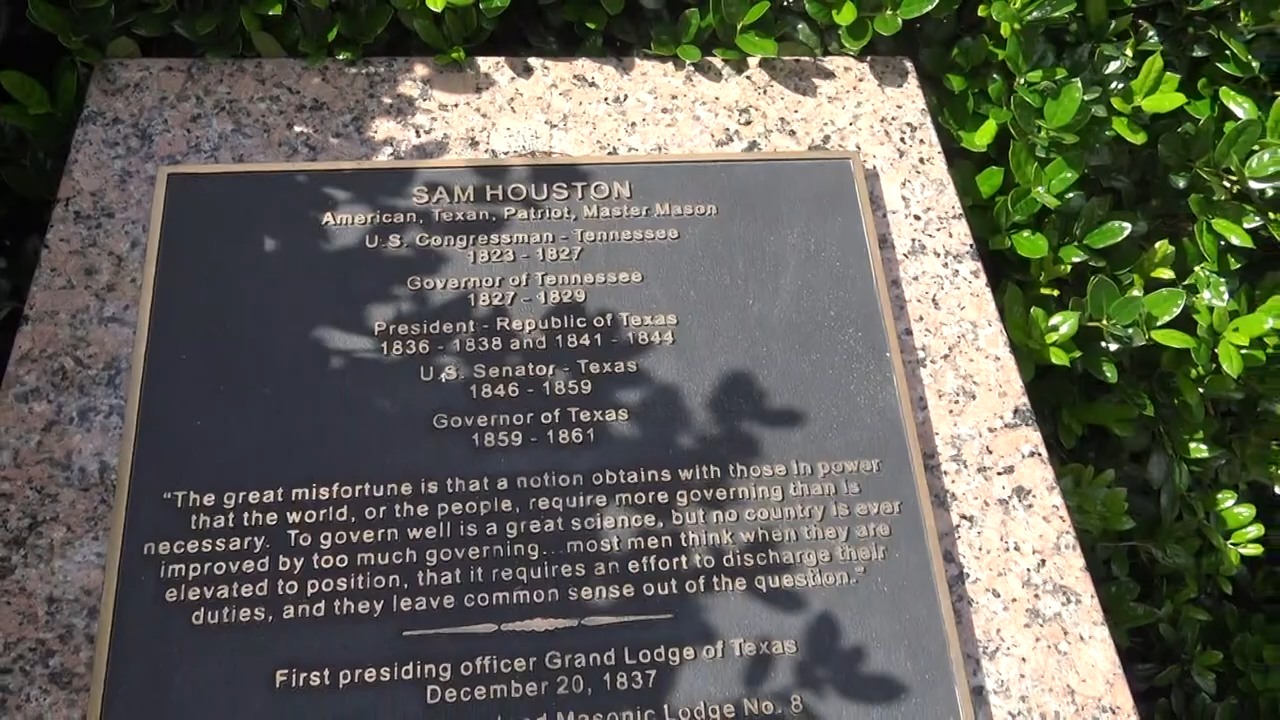 SAM HOUSTON
American, Texan, Patriot, Master Mason
U.S. Congressman - Tennessee
1823 - 1827
Governor of Tennessee
1827 - 1829
President - Republic of Texas
1836 - 1838 and 1841 - 1844
U.S. Senator - Texas
1846 - 1859
Governor of Texas
1859 - 1861
"The great misfortune is that a notion obtains with those in power
that the world, or the people, require more governing than is
necessary. To govern well is a great science, but no country is ever
improved by too much governing...most men think when they are
elevated to position, that it requires an effort to discharge their
duties, and they leave common sense out of the question."
First presiding officer Grand Lodge of Texas
December 20, 1837
Masonic Lodge No. 8